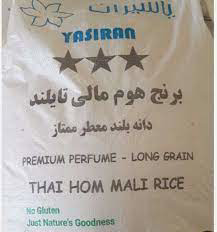 یاسیران
YASIRAN
برنج هوم مالی تایلند
دانه بلند معطر ممتاز
PREMIUM PERFUME - LONG GRAIN
THAI HOM MALI RICE
No Gluten
Just Nature's Goodness